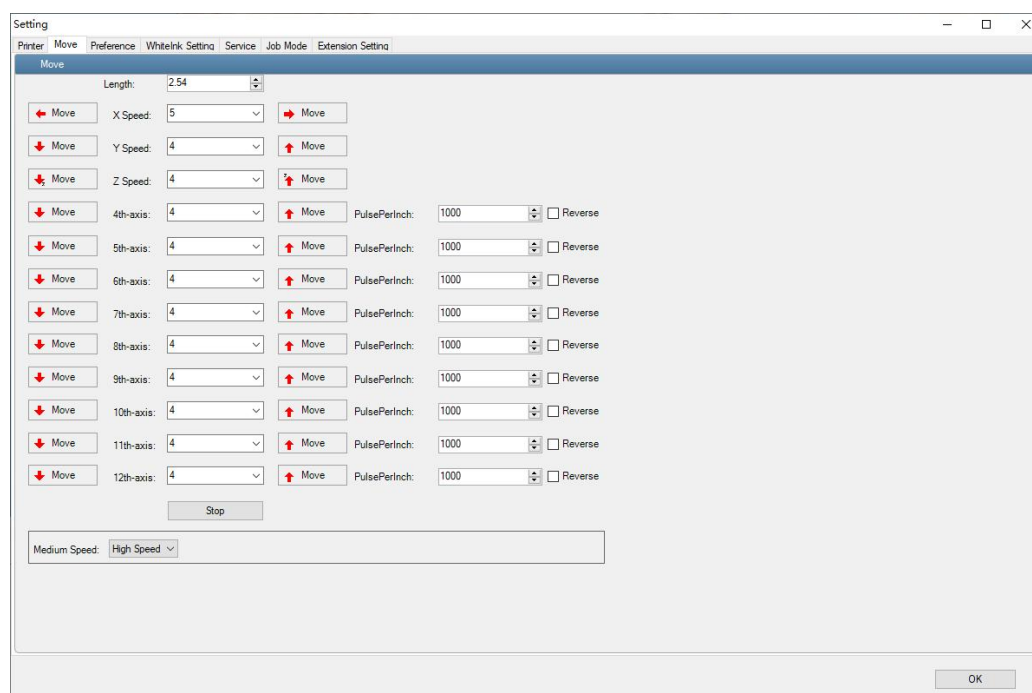 Setting
Printer Move Preference WhiteInk Setting Service Job Mode Extension Setting
Move
Length: 2.54
Move X Speed: 5 Move
Move Y Speed: 4 Move
Move Z Speed: 4 Move
Move 4th-axis: 4 Move PulsePerInch: 1000 Reverse
Move 5th-axis: 4 Move PulsePerInch: 1000 Reverse
Move 6th-axis: 4 Move PulsePerInch: 1000 Reverse
Move 7th-axis: 4 Move PulsePerInch: 1000 Reverse
Move 8th-axis: 4 Move PulsePerInch: 1000 Reverse
Move 9th-axis: 4 Move PulsePerInch: 1000 Reverse
Move 10th-axis: 4 Move PulsePerInch: 1000 Reverse
Move 11th-axis: 4 Move PulsePerInch: 1000 Reverse
Move 12th-axis: 4 Move PulsePerInch: 1000 Reverse
Stop
Medium Speed: High Speed
OK